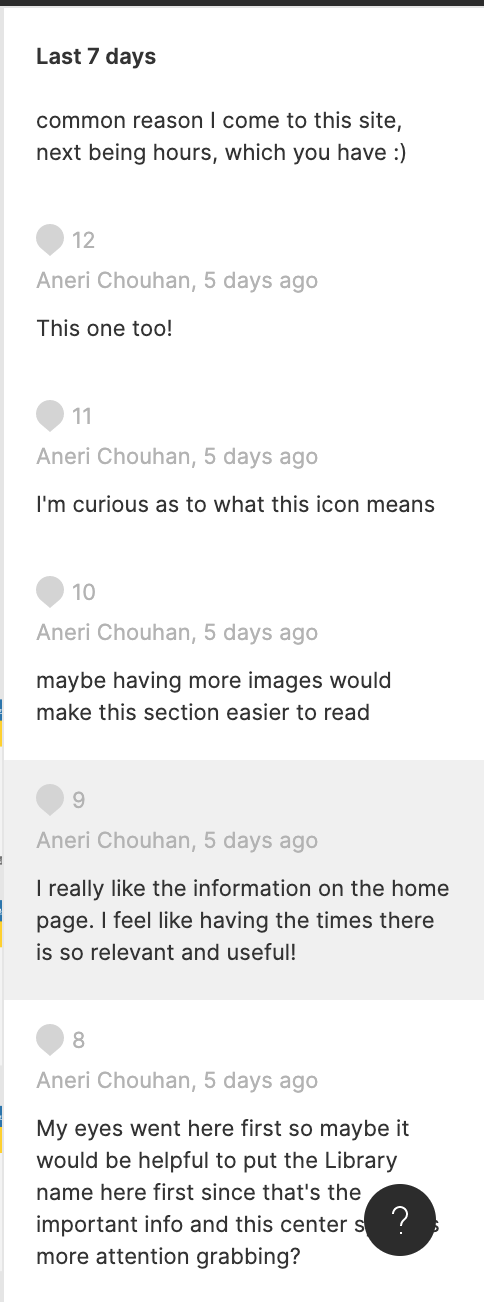 Last 7 days
common reason I come to this site,
next being hours, which you have :)
12
Aneri Chouhan, 5 days ago
This one too!
11
Aneri Chouhan, 5 days ago
I'm curious as to what this icon means
10
Aneri Chouhan, 5 days ago
maybe having more images would
make this section easier to read
9
Aneri Chouhan, 5 days ago
I really like the information on the home
page. I feel like having the times there
is so relevant and useful!
8
Aneri Chouhan, 5 days ago
My eyes went here first so maybe it
would be helpful to put the Library
name here first since that's the
important info and this center
more attention grabbing?
?